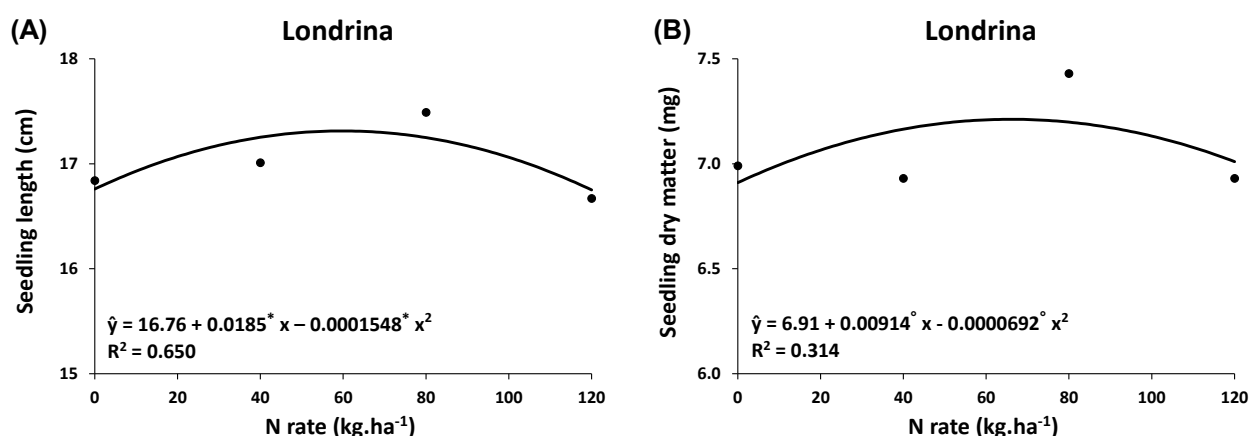 (A)
Londrina
Seedling length (cm)
18
17
16
15
0 20 40 60 80 100 120
N rate (kg.ha⁻¹)
ŷ = 16.76 + 0.0185* x – 0.0001548* x²
R² = 0.650
(B)
Londrina
Seedling dry matter (mg)
7.5
7.0
6.5
6.0
0 20 40 60 80 100 120
N rate (kg.ha⁻¹)
ŷ = 6.91 + 0.00914° x - 0.0000692° x²
R² = 0.314